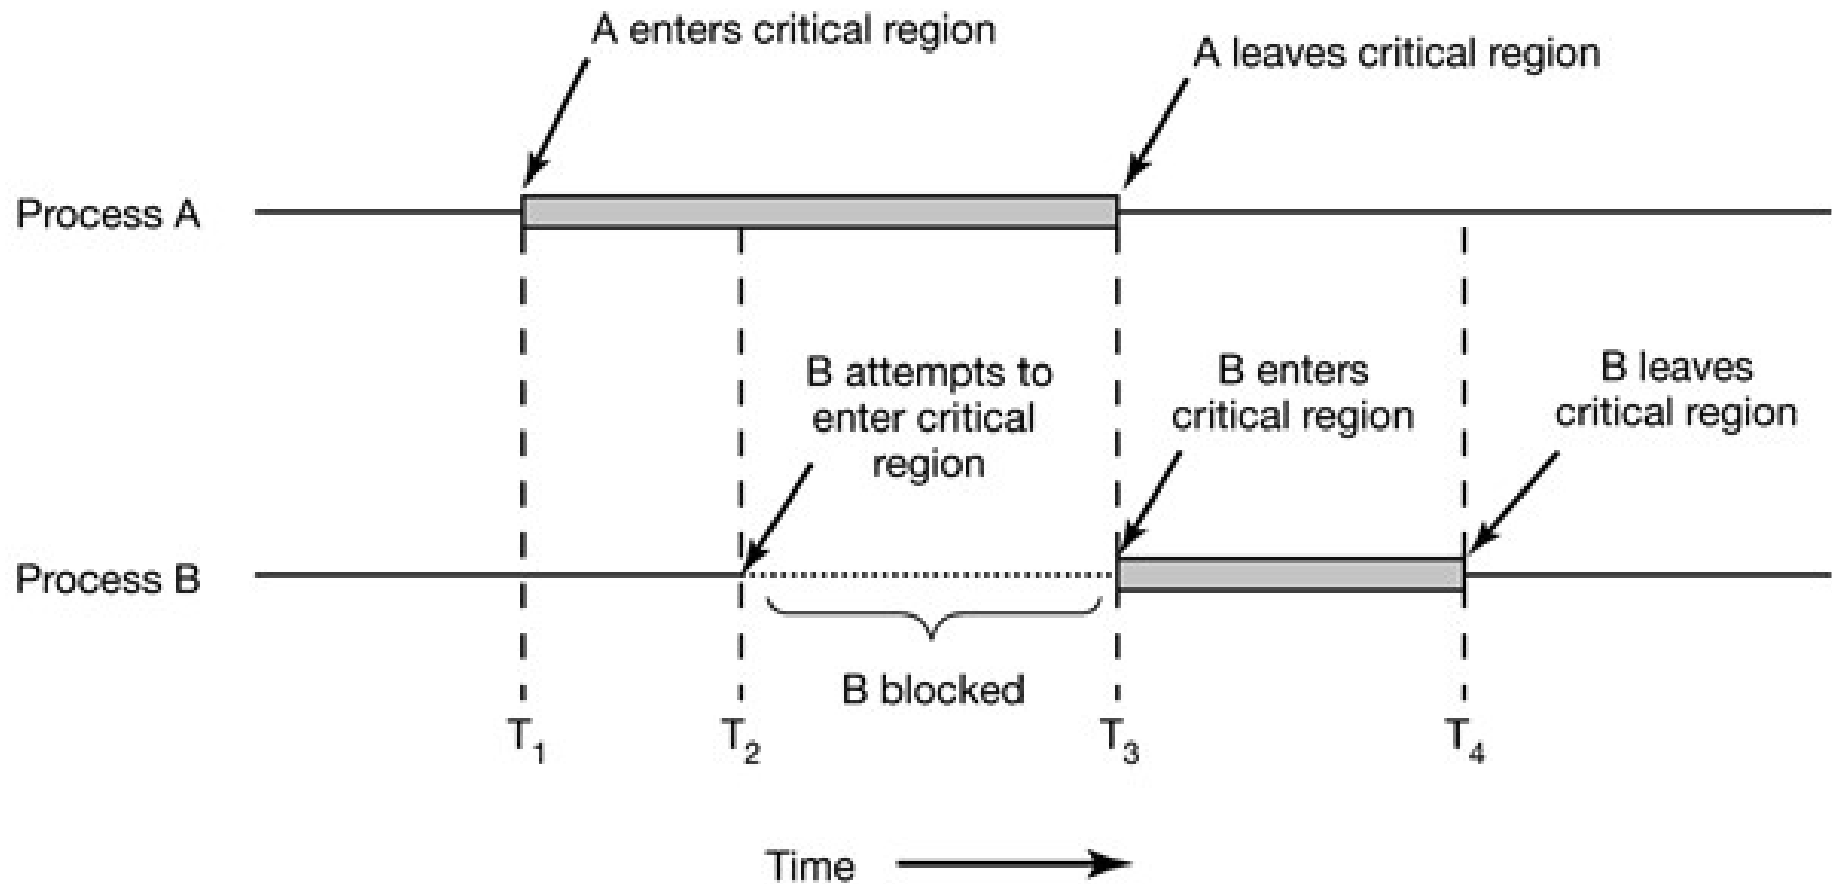 A enters critical region
A leaves critical region
Process A
B attempts to
enter critical
region
B enters
critical region
B leaves
critical region
Process B
B blocked
T1
T2
T3
T4
Time